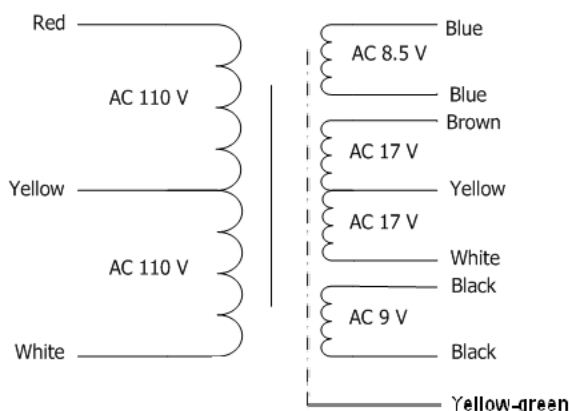 Red
AC 110 V
Yellow
AC 110 V
White
Blue
AC 8.5 V
Blue
Brown
AC 17 V
Yellow
AC 17 V
White
Black
AC 9 V
Black
Yellow-green